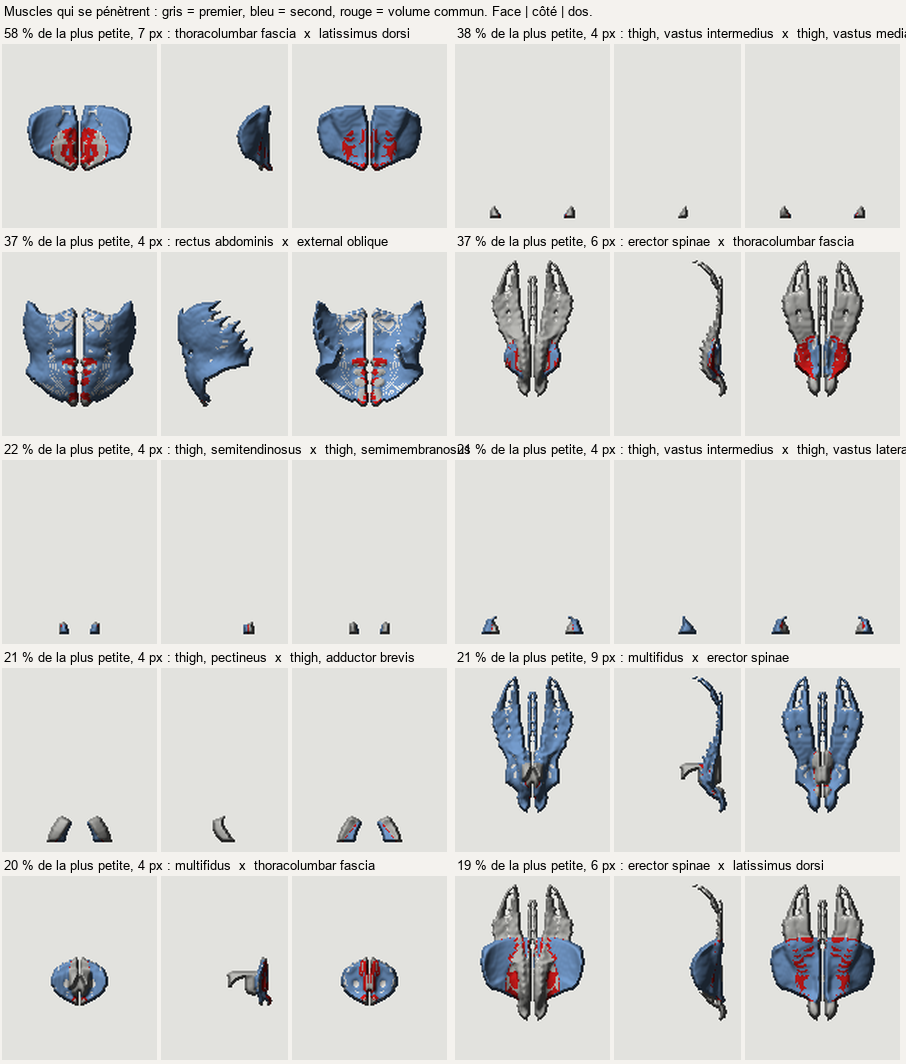 Muscles qui se pénètrent : gris = premier, bleu = second, rouge = volume commun. Face | côté | dos.
58 % de la plus petite, 7 px : thoracolumbar fascia x latissimus dorsi
38 % de la plus petite, 4 px : thigh, vastus intermedius x thigh, vastus media
37 % de la plus petite, 4 px : rectus abdominis x external oblique
37 % de la plus petite, 6 px : erector spinae x thoracolumbar fascia
22 % de la plus petite, 4 px : thigh, semitendinosus x thigh, semimembranosus
21 % de la plus petite, 4 px : thigh, vastus intermedius x thigh, vastus latera
21 % de la plus petite, 4 px : thigh, pectineus x thigh, adductor brevis
21 % de la plus petite, 9 px : multifidus x erector spinae
20 % de la plus petite, 4 px : multifidus x thoracolumbar fascia
19 % de la plus petite, 6 px : erector spinae x latissimus dorsi